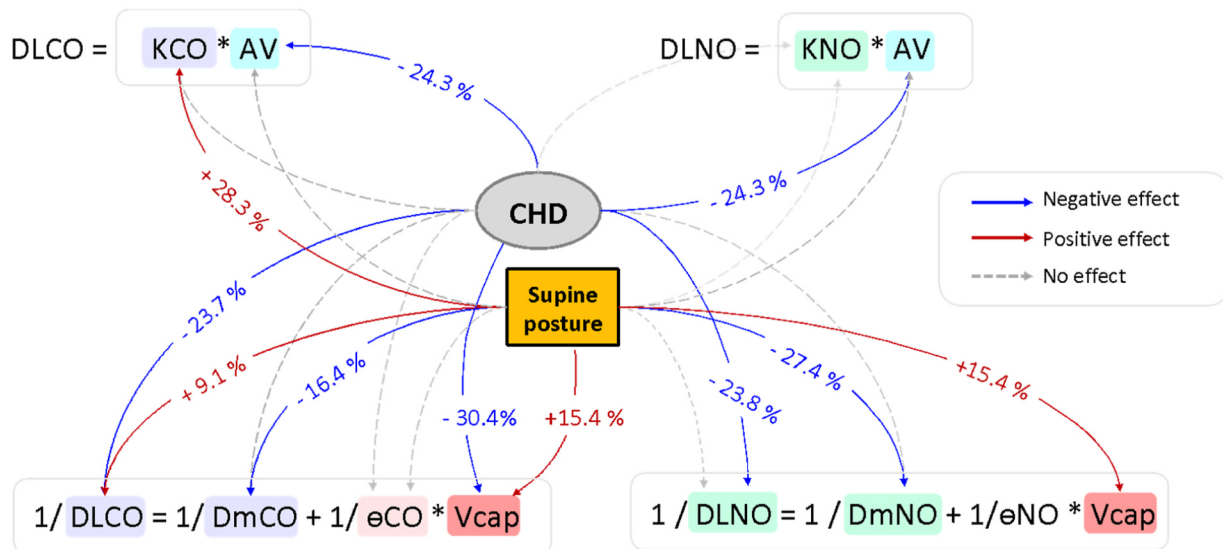 DLCO = KCO * AV
DLNO = KNO * AV
- 24.3 %
- 24.3 %
+ 28.3 %
CHD
Negative effect
Positive effect
No effect
Supine
posture
- 23.7 %
+ 9.1 %
- 16.4 %
- 30.4%
+15.4 %
- 23.8 %
- 27.4 %
+15.4 %
1/ DLCO = 1/ DmCO + 1/ ɵCO * Vcap
1 / DLNO = 1 / DmNO + 1/ɵNO * Vcap